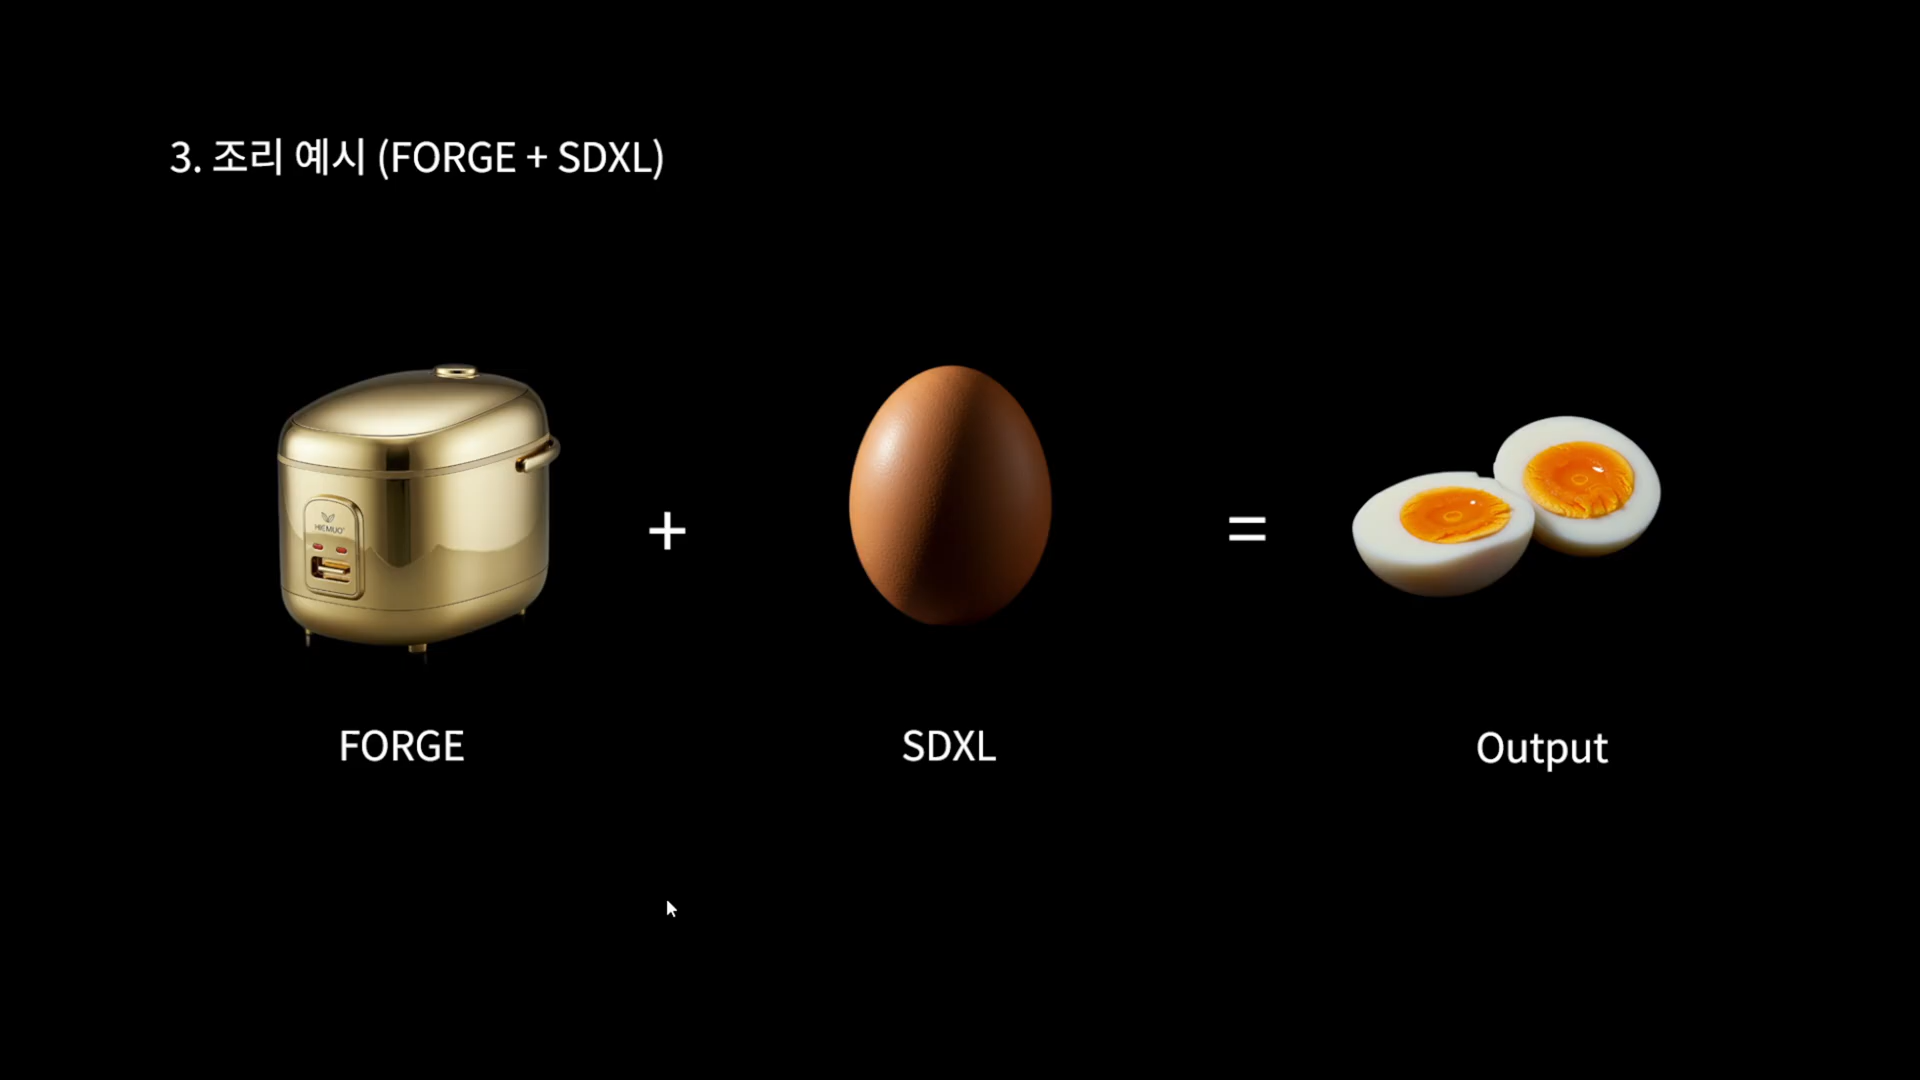 3. 조리 예시 (FORGE + SDXL)
+
=
FORGE
SDXL
Output